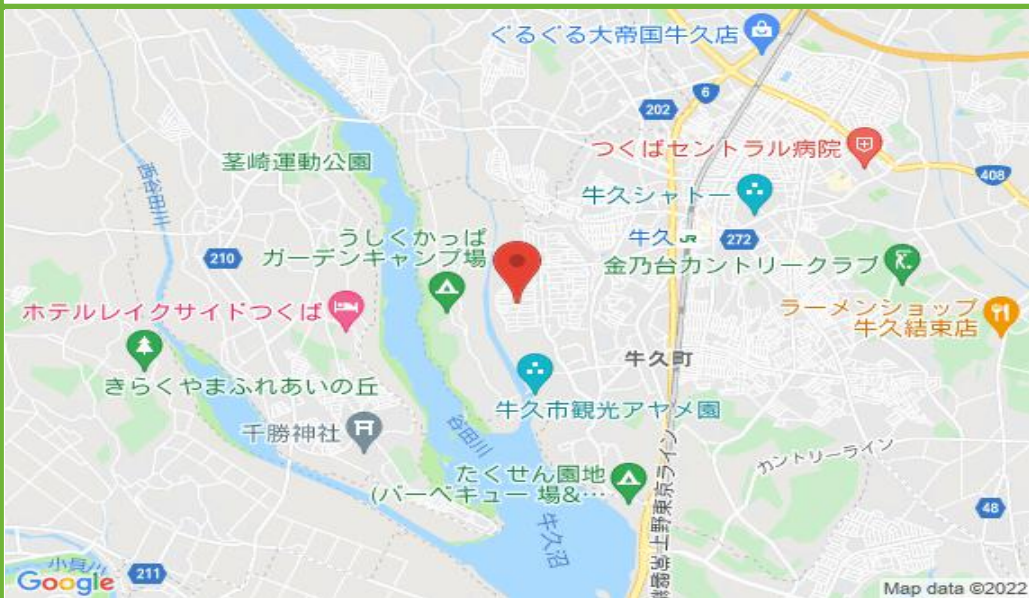 ぐるぐる大帝国牛久店
6
202
茎崎運動公園
つくばセントラル病院
408
牛久シャトー
うしくかっぱ
ガーデンキャンプ場
牛久 JR
272
210
金乃台カントリークラブ
ホテルレイクサイドつくば
ラーメンショップ
牛久結束店
牛久町
きらくやまふれあいの丘
牛久市観光アヤメ園
千勝神社
谷田川
カントリーライン
たくせん園地
(バーベキュー 場&…
48
牛久沼
上野東京ライン
小貝川
211
Google
Map data ©2022